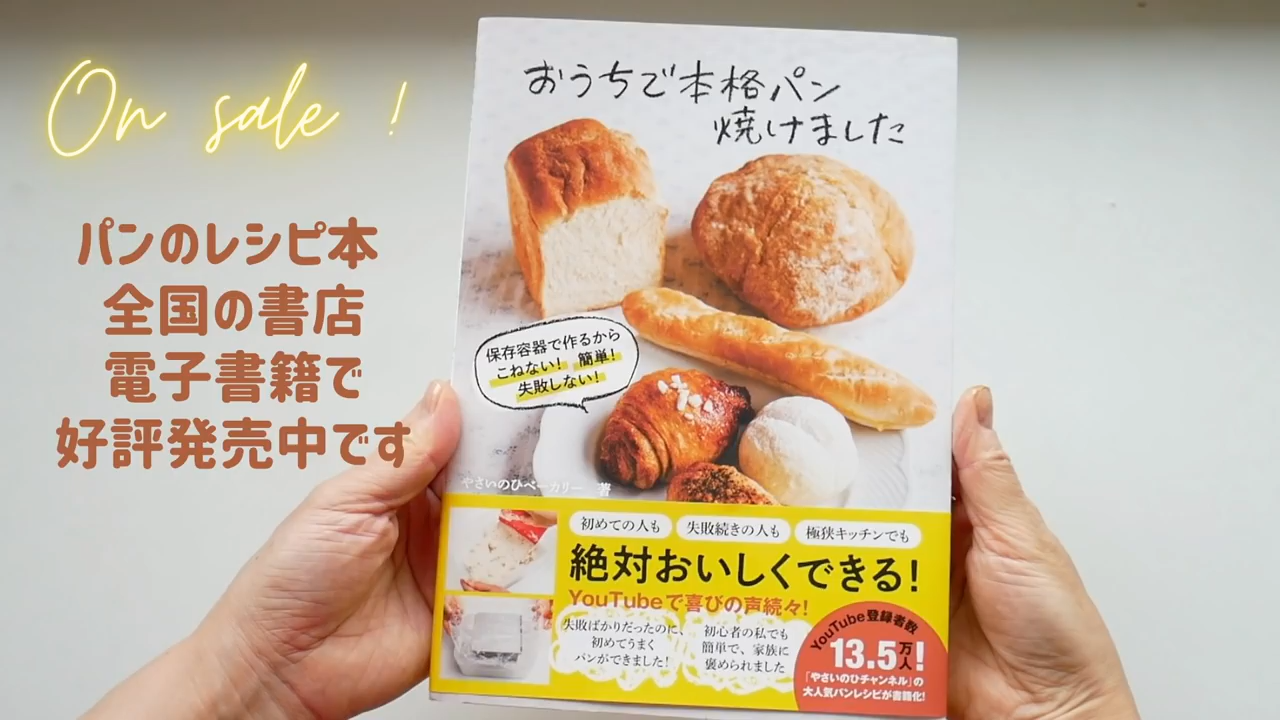 On sale !
パンのレシピ本
全国の書店
電子書籍で
好評発売中です
おうちで本格パン
焼けました
保存容器で作るから
こねない! 簡単!
失敗しない!
やさいのひベーカリー 著
初めての人も 失敗続きの人も 極狭キッチンでも
絶対おいしくできる!
YouTubeで喜びの声続々!
失敗ばかりだったのに、
初めてうまく
パンができました!
初心者の私でも
簡単で、家族に
褒められました
YouTube登録者数
13.5万人!
「やさいのひチャンネル」の
大人気パンレシピが書籍化!